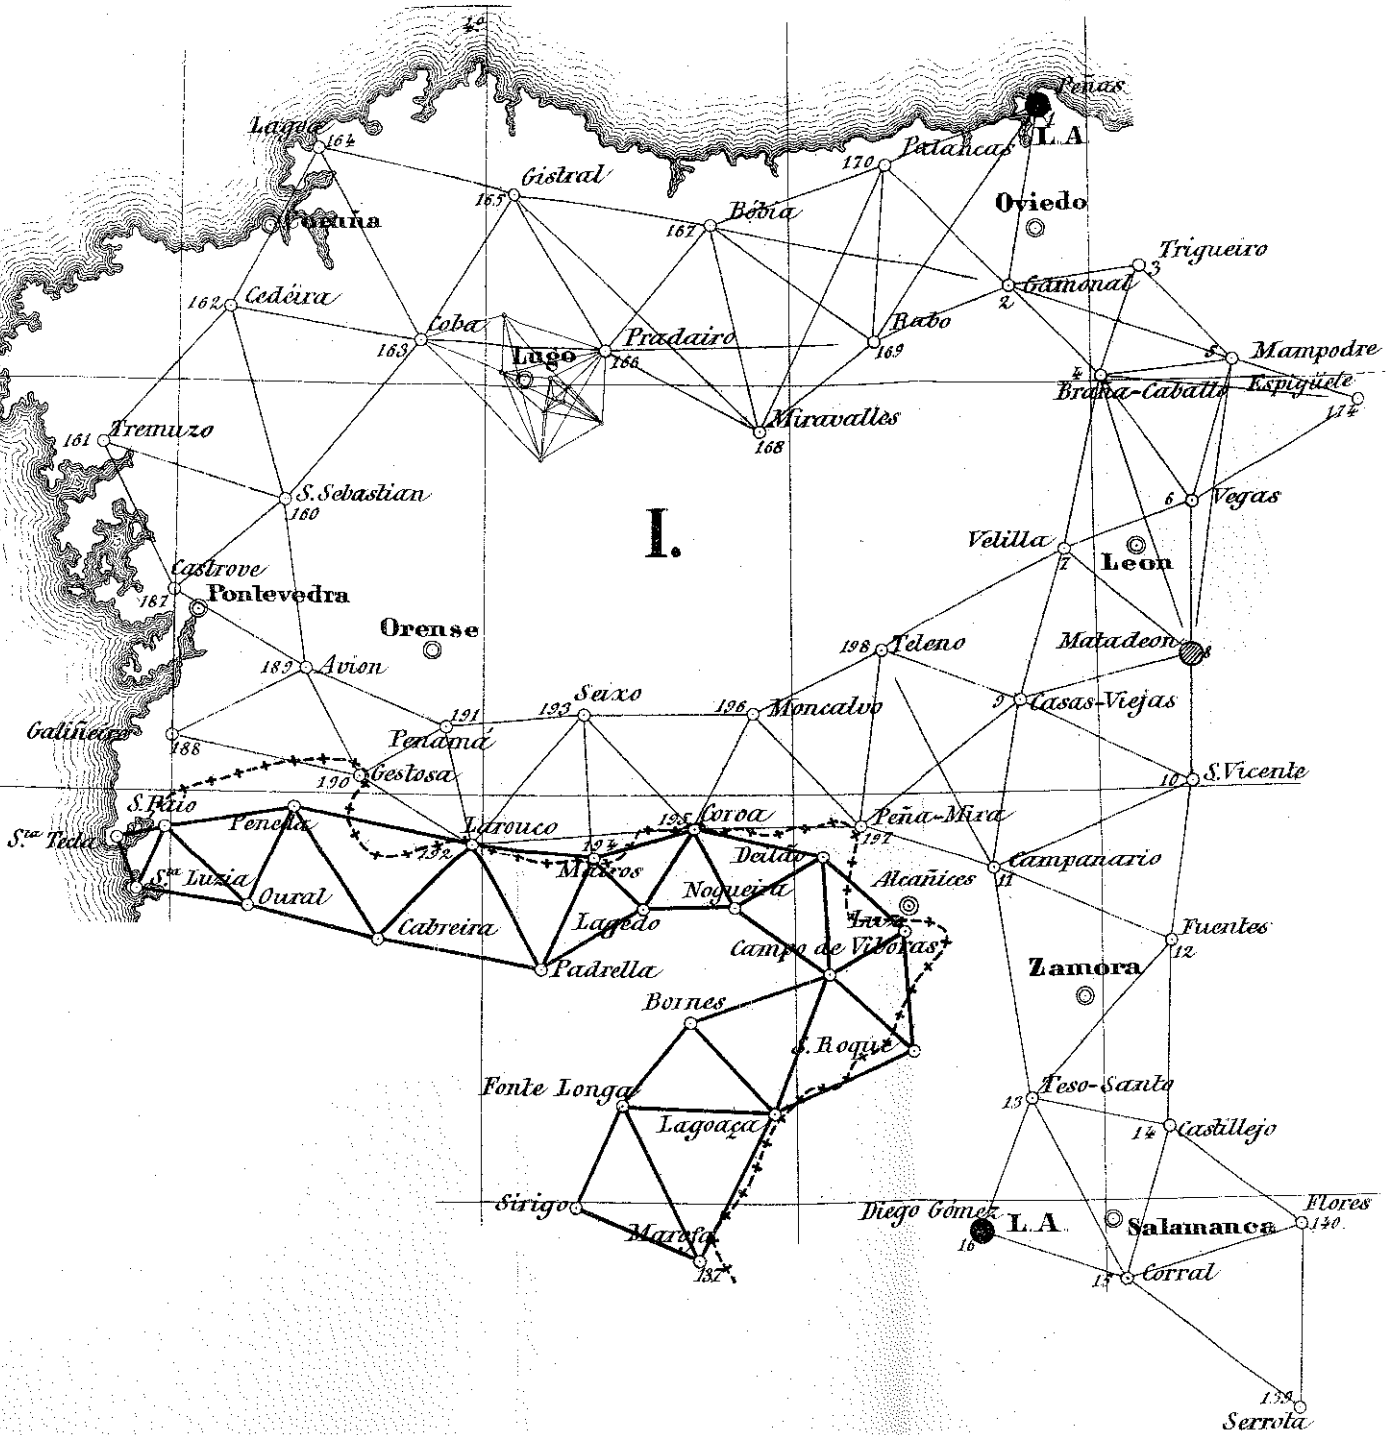 Peñas
1
L A
Lagoa
164
Palancas
170
Gistral
165
Oviedo
Bóbia
167
Coruña
Trigueiro
3
Gamonal
2
162
Cedéira
Coba
163
Pradairo
166
Lugo
Rabo
169
5
Mampodre
4
Braña-Caballo
Espigüete
174
Miravalles
168
161
Tremuzo
S. Sebastian
160
6
Vegas
I.
Velilla
7
Leon
Castrove
187
Pontevedra
Orense
198
Teleno
Matadeon
8
189
Avion
Seixo
193
196
Moncalvo
9
Casas-Viejas
Galiñeiro
188
191
Penamá
190
Gestosa
10
S. Vicente
S. Paio
Peneda
Sta Tecla
Larouco
192
195
Coroa
Peña-Mira
197
194
Mairos
Deilão
Campanario
11
Sta Luzia
Oural
Nogueira
Alcañices
Cabreira
Lagêdo
Luz
Campo de Viboras
Fuentes
12
Padrella
Zamora
Bornes
S. Roque
Fonte Longa
Lagoaça
Teso-Santo
13
14
Castillejo
Sirigo
Marofa
137
Diego Gómez
16
L A
Salamanca
Flores
140.
15
Corral
139
Serrota